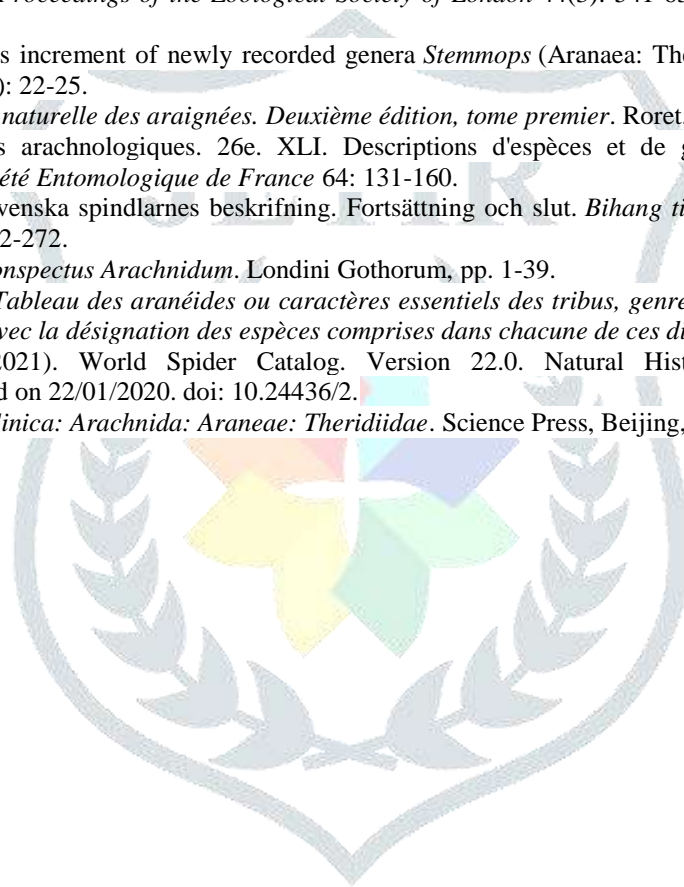 Proceedings of the Zoological Society of London
s increment of newly recorded genera Stemmops (Aranaea: The
): 22-25.
naturelle des araignées. Deuxième édition, tome premier. Roret.
s arachnologiques. 26e. XLI. Descriptions d'espèces et de g
été Entomologique de France 64: 131-160.
venska spindlarnes beskrifning. Fortsättning och slut. Bihang ti
2-272.
onspectus Arachnidum. Londini Gothorum, pp. 1-39.
Tableau des aranéides ou caractères essentiels des tribus, genre
vec la désignation des espèces comprises dans chacune de ces di
2021). World Spider Catalog. Version 22.0. Natural Hist
d on 22/01/2020. doi: 10.24436/2.
inica: Arachnida: Araneae: Theridiidae. Science Press, Beijing,